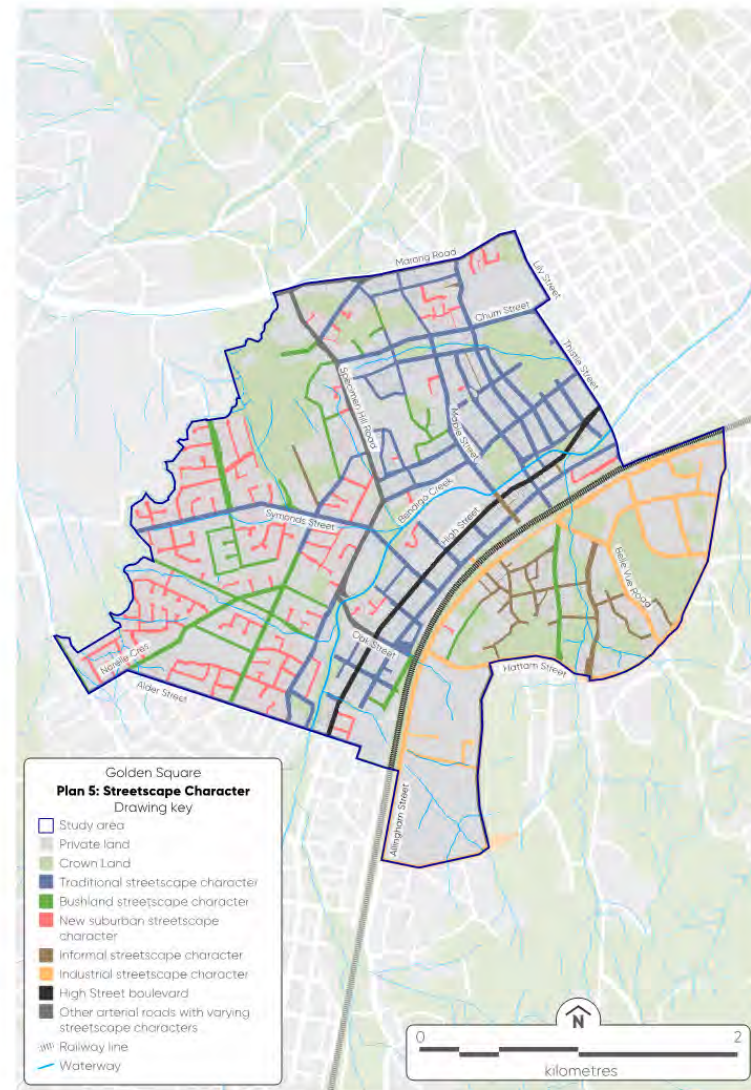 Marong Road
Lily Street
Chum Street
Thistle Street
Specimen Hill Road
Mackenzie Street
Bendigo Creek
Symonds Street
High Street
Belle Vue Road
Oak Street
Hattam Street
Norelle Cres
Alder Street
Allingham Street
Golden Square
Plan 5: Streetscape Character
Drawing key
Study area
Private land
Crown Land
Traditional streetscape character
Bushland streetscape character
New suburban streetscape
character
Informal streetscape character
Industrial streetscape character
High Street boulevard
Other arterial roads with varying
streetscape characters
Railway line
Waterway
N
0
2
kilometres